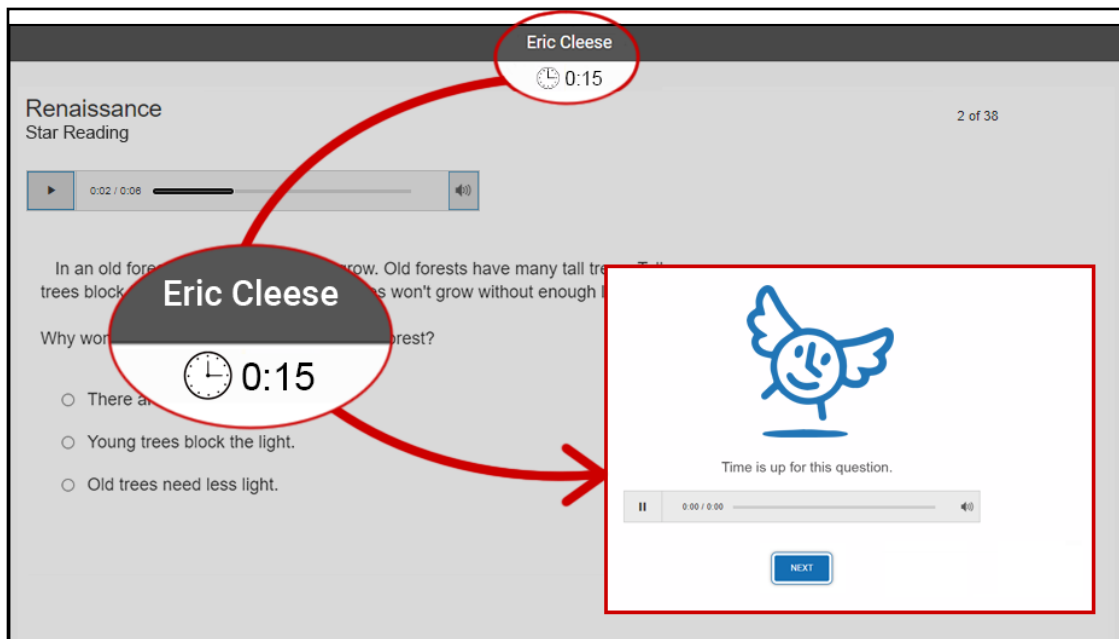 Eric Cleese
0:15
Renaissance
Star Reading
2 of 38
0:02 / 0:06
In an old fore row. Old forests have many tall tre
trees block s won't grow without enough l
Why wor orest?
Eric Cleese
0:15
There a
Young trees block the light.
Old trees need less light.
Time is up for this question.
0:00 / 0:00
NEXT